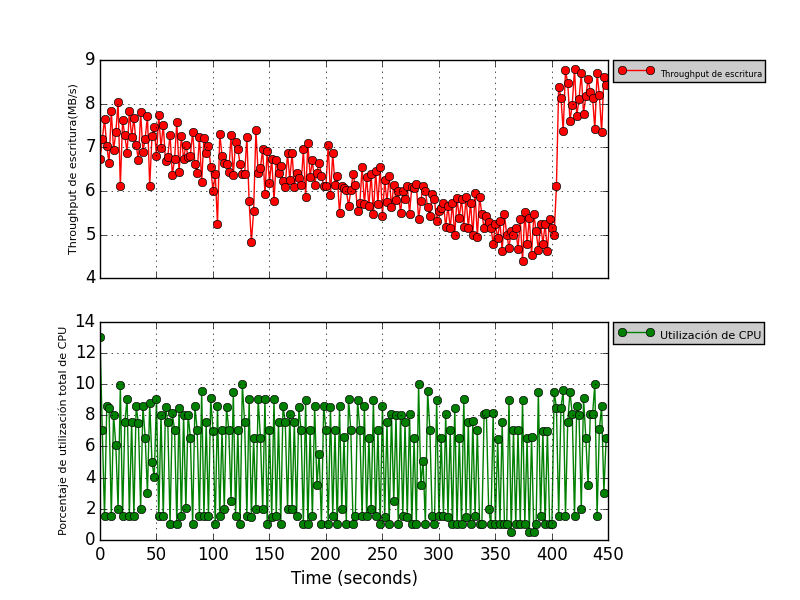 9
8
7
6
5
4
Throughput de escritura(MB/s)
Throughput de escritura
14
12
10
8
6
4
2
0
Porcentaje de utilización total de CPU
Utilización de CPU
0 50 100 150 200 250 300 350 400 450
Time (seconds)